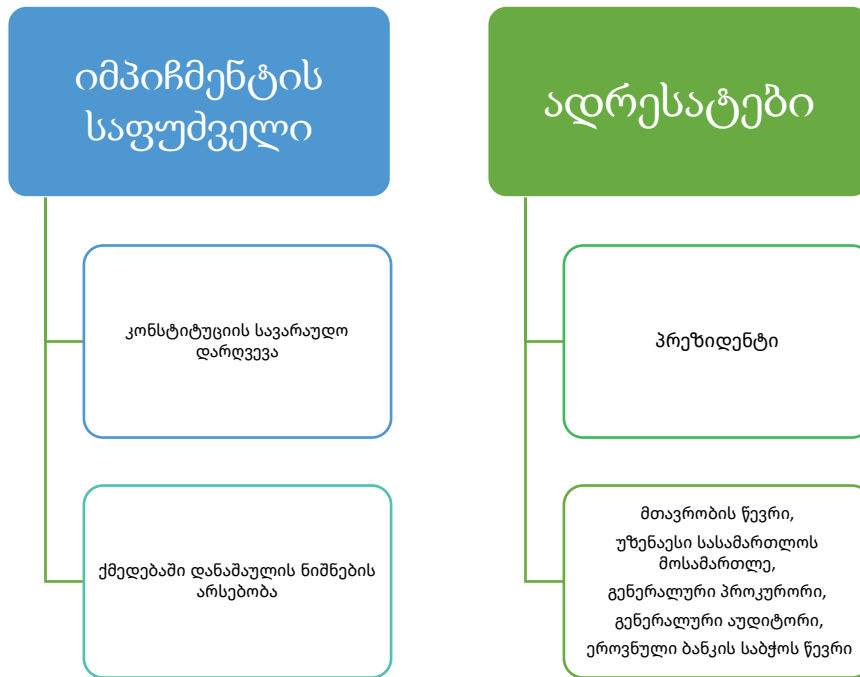 იმპიჩმენტის
საფუძველი
კონსტიტუციის სავარაუდო
დარღვევა
ქმედებაში დანაშაულის ნიშნების
არსებობა
ადრესატები
პრეზიდენტი
მთავრობის წევრი,
უზენაესი სასამართლოს
მოსამართლე,
გენერალური პროკურორი,
გენერალური აუდიტორი,
ეროვნული ბანკის საბჭოს წევრი